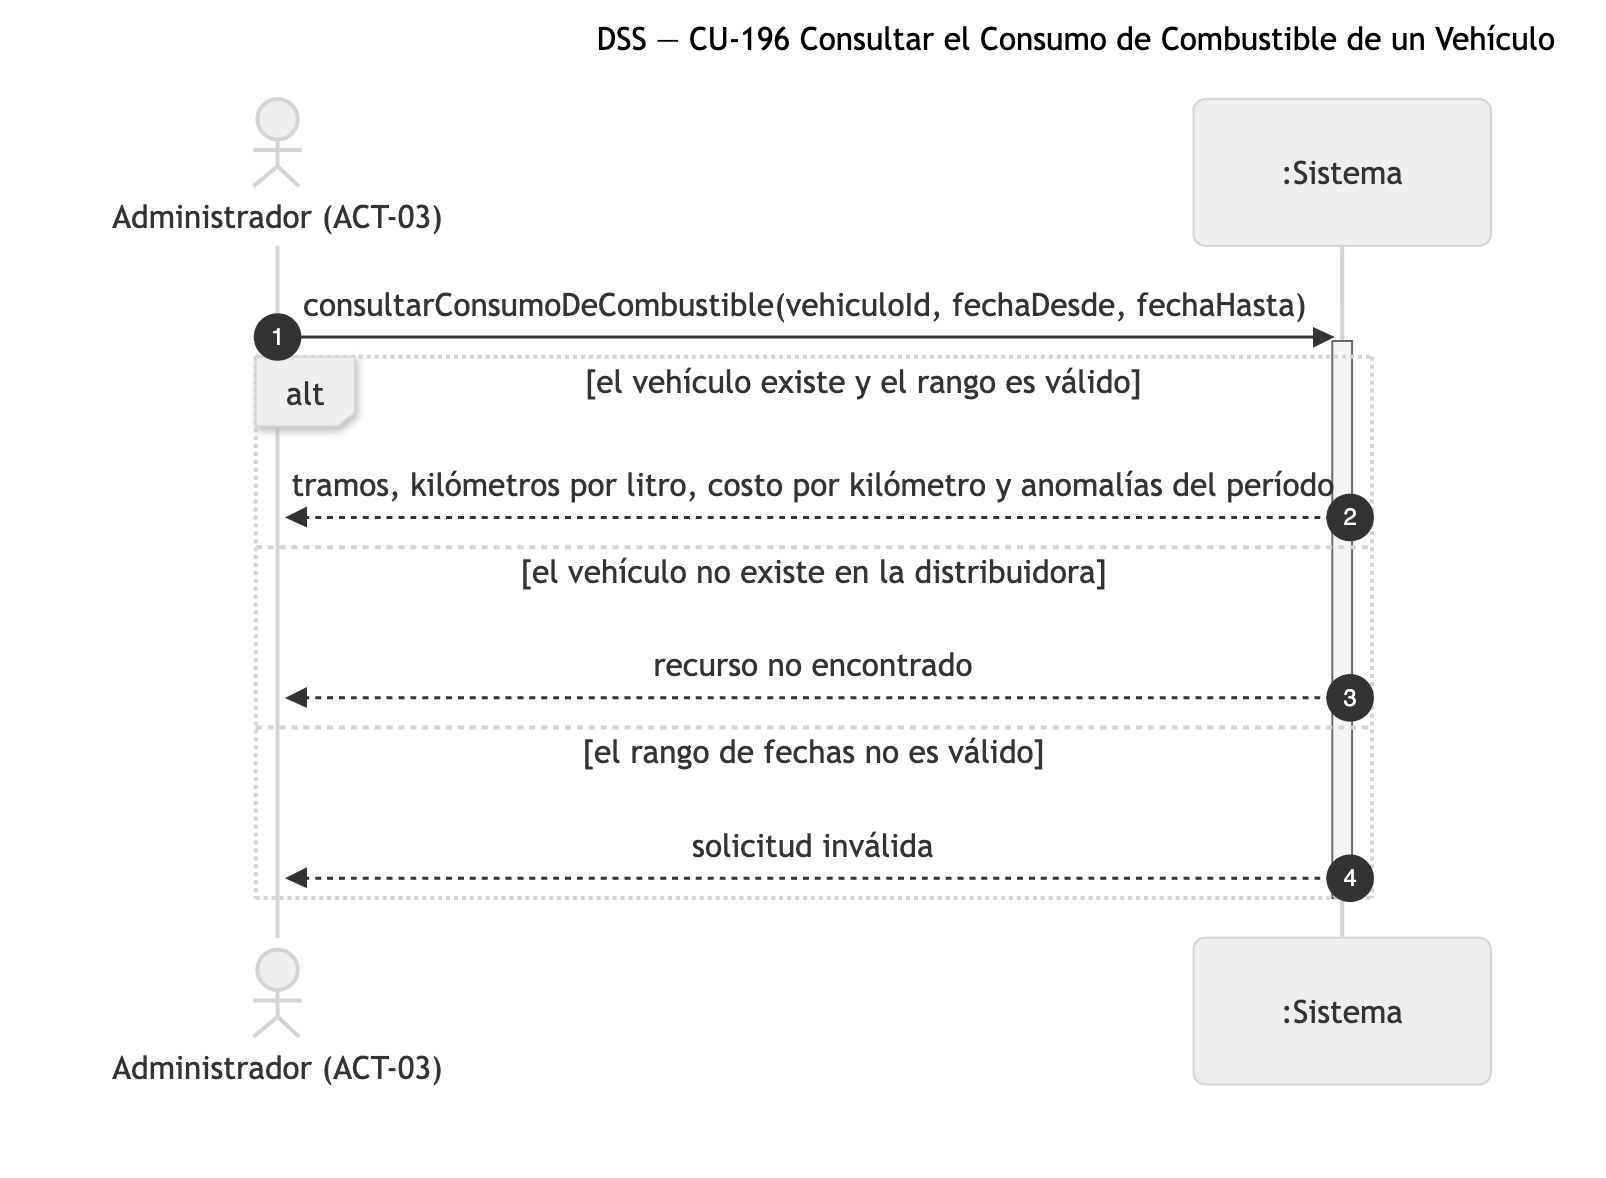 DSS — CU-196 Consultar el Consumo de Combustible de un Vehículo
:Sistema
Administrador (ACT-03)
consultarConsumoDeCombustible(vehiculoId, fechaDesde, fechaHasta)
1
alt
[el vehículo existe y el rango es válido]
tramos, kilómetros por litro, costo por kilómetro y anomalías del período
2
[el vehículo no existe en la distribuidora]
recurso no encontrado
3
[el rango de fechas no es válido]
solicitud inválida
4
:Sistema
Administrador (ACT-03)